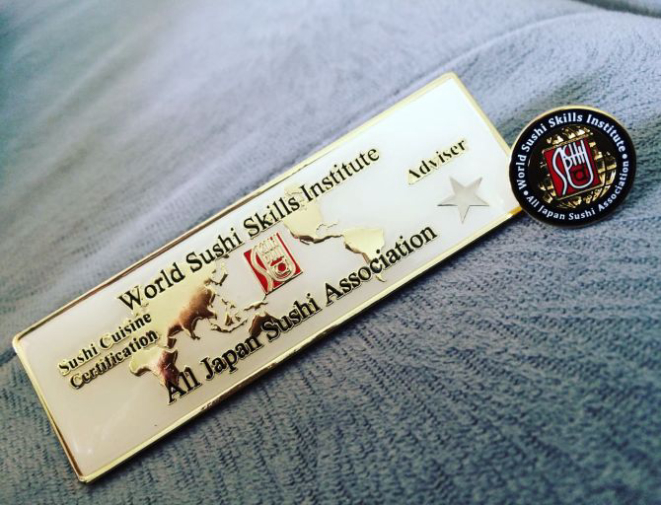 World Sushi Skills Institute
Adviser
Sushi Cuisine
Certification
All Japan Sushi Association
World Sushi Skills Institute
All Japan Sushi Association